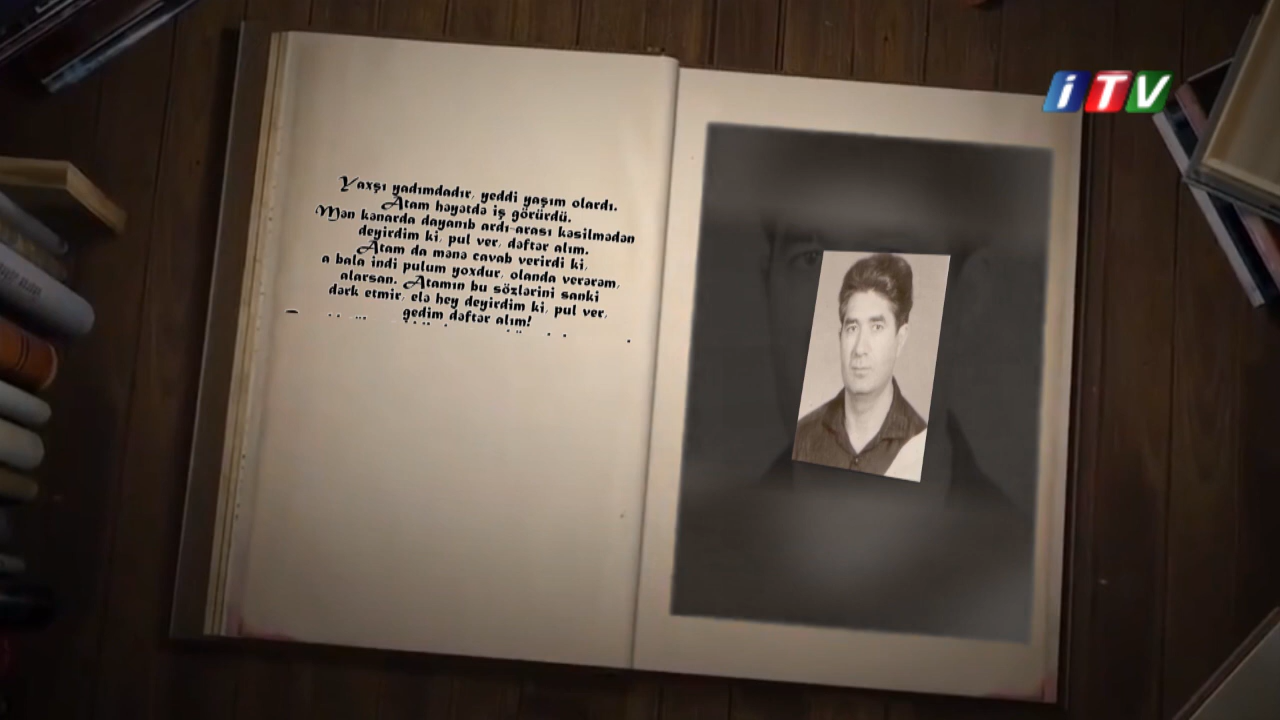 Yaxşı yadımdadır, yeddi yaşım olardı.
Atam həyətdə iş görürdü.
Mən kənarda dayanıb ardı-arası kəsilmədən
deyirdim ki, pul ver, dəftər alım.
Atam da mənə cavab verirdi ki,
a bala indi pulum yoxdur, olanda verərəm,
alarsan. Atamın bu sözlərini sanki
dərk etmir, elə hey deyirdim ki, pul ver,
gedim dəftər alım!
iTV